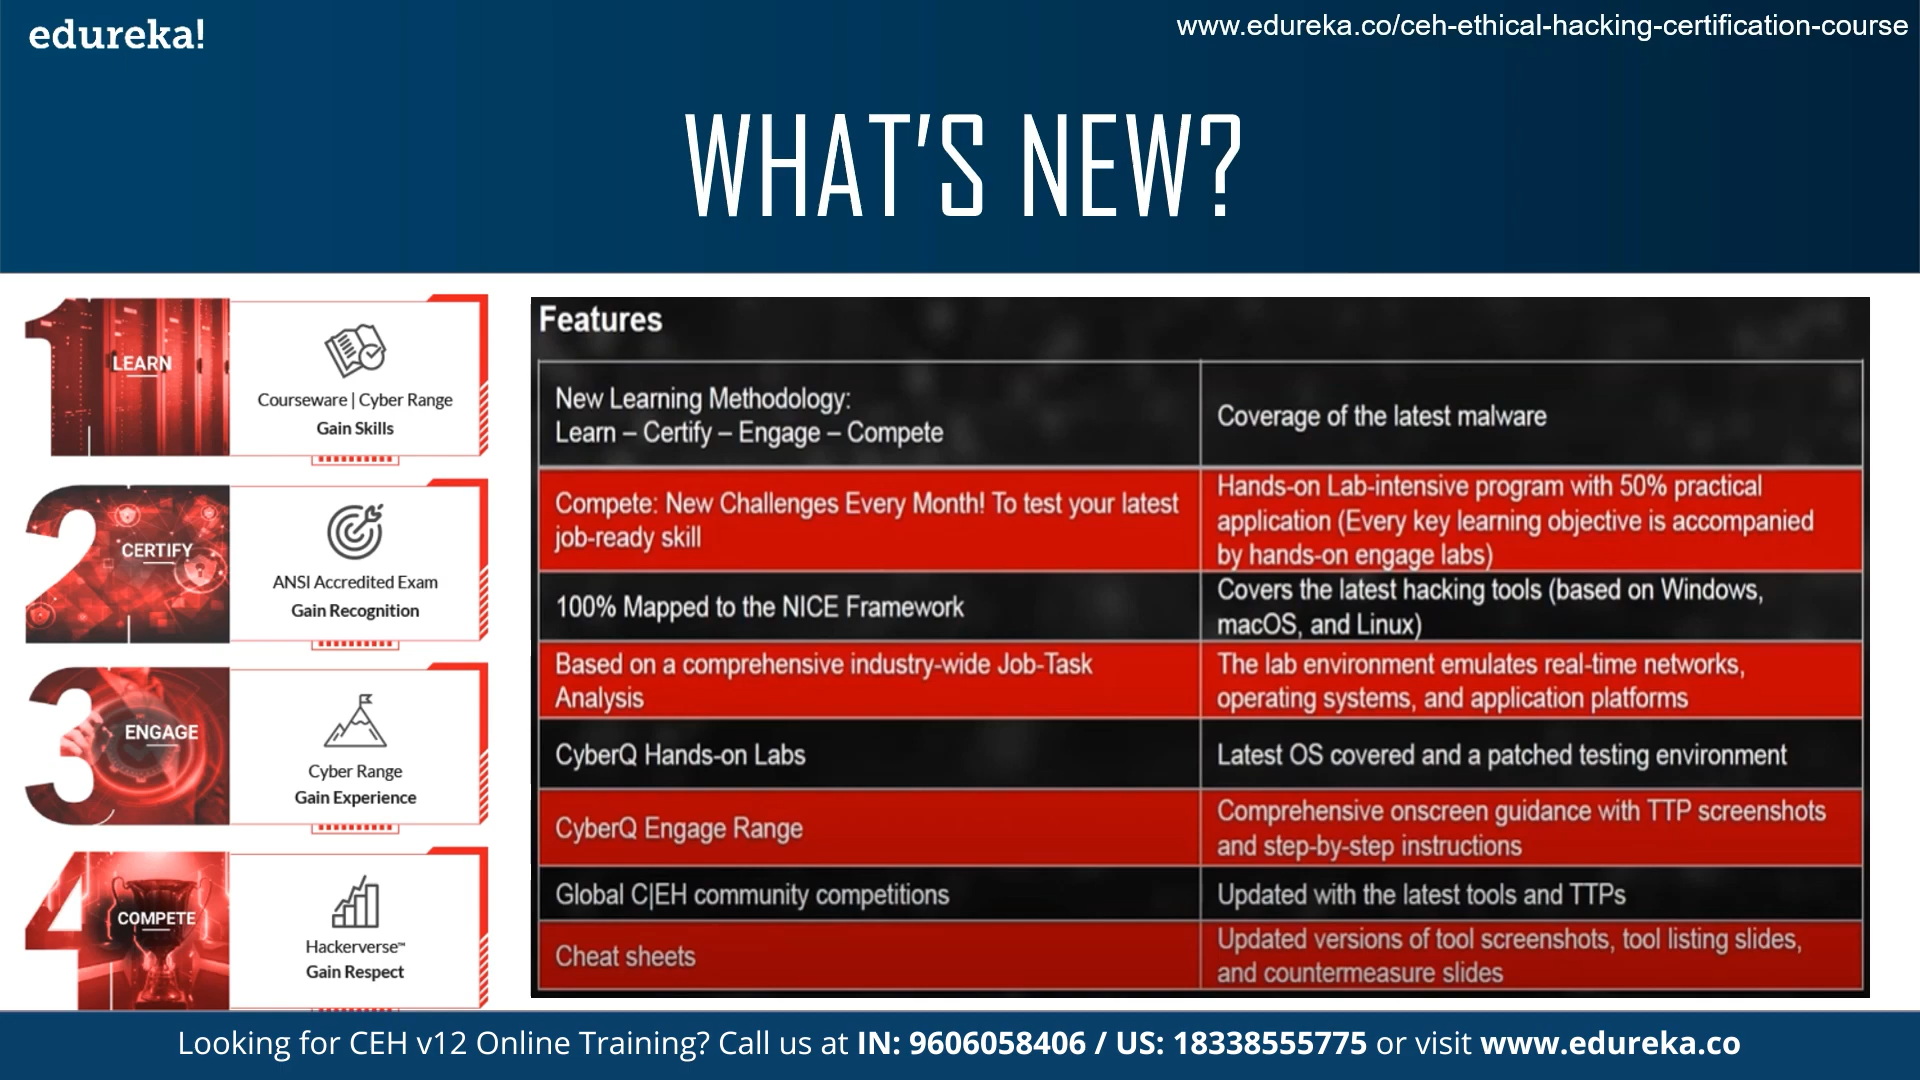 edureka!
www.edureka.co/ceh-ethical-hacking-certification-course
WHAT'S NEW?
LEARN
Courseware | Cyber Range
Gain Skills
CERTIFY
ANSI Accredited Exam
Gain Recognition
ENGAGE
Cyber Range
Gain Experience
COMPETE
Hackerverse™
Gain Respect
1
2
3
4
Features
New Learning Methodology:
Learn – Certify – Engage – Compete
Coverage of the latest malware
Compete: New Challenges Every Month! To test your latest
job-ready skill
Hands-on Lab-intensive program with 50% practical
application (Every key learning objective is accompanied
by hands-on engage labs)
100% Mapped to the NICE Framework
Covers the latest hacking tools (based on Windows,
macOS, and Linux)
Based on a comprehensive industry-wide Job-Task
Analysis
The lab environment emulates real-time networks,
operating systems, and application platforms
CyberQ Hands-on Labs
Latest OS covered and a patched testing environment
CyberQ Engage Range
Comprehensive onscreen guidance with TTP screenshots
and step-by-step instructions
Global C|EH community competitions
Updated with the latest tools and TTPs
Cheat sheets
Updated versions of tool screenshots, tool listing slides,
and countermeasure slides
Looking for CEH v12 Online Training? Call us at IN: 9606058406 / US: 18338555775 or visit www.edureka.co